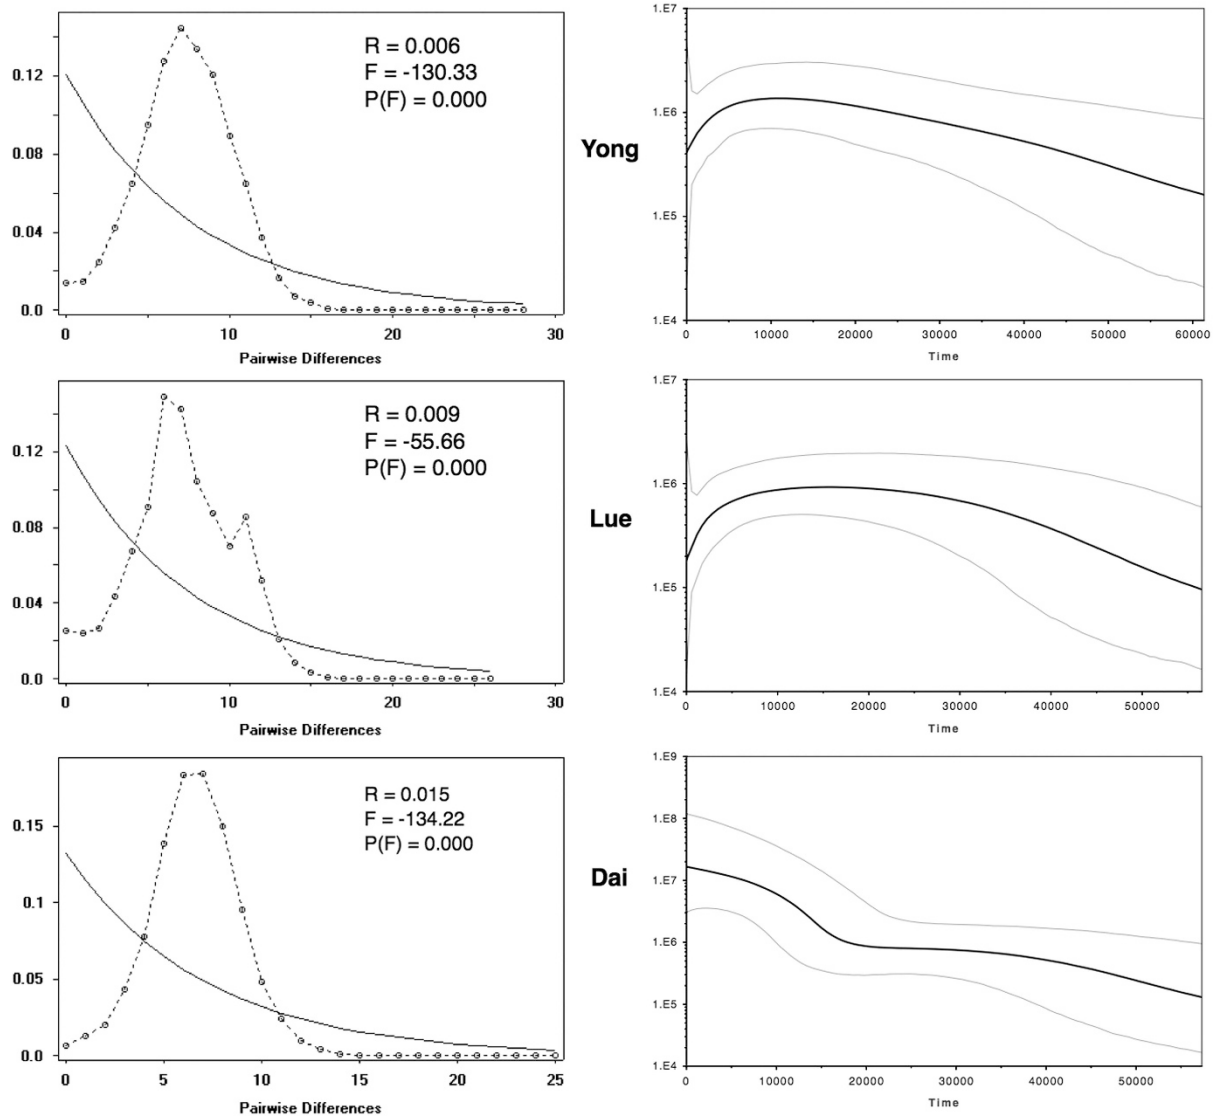 R = 0.006
F = -130.33
P(F) = 0.000
0.12
0.08
0.04
0.0
0
10
20
30
Pairwise Differences
Yong
1.E7
1.E6
1.E5
1.E4
0
10000
20000
30000
40000
50000
60000
Time
R = 0.009
F = -55.66
P(F) = 0.000
0.12
0.08
0.04
0.0
0
10
20
30
Pairwise Differences
Lue
1.E7
1.E6
1.E5
1.E4
0
10000
20000
30000
40000
50000
Time
R = 0.015
F = -134.22
P(F) = 0.000
0.15
0.1
0.05
0.0
0
5
10
15
20
25
Pairwise Differences
Dai
1.E9
1.E8
1.E7
1.E6
1.E5
1.E4
0
10000
20000
30000
40000
50000
Time